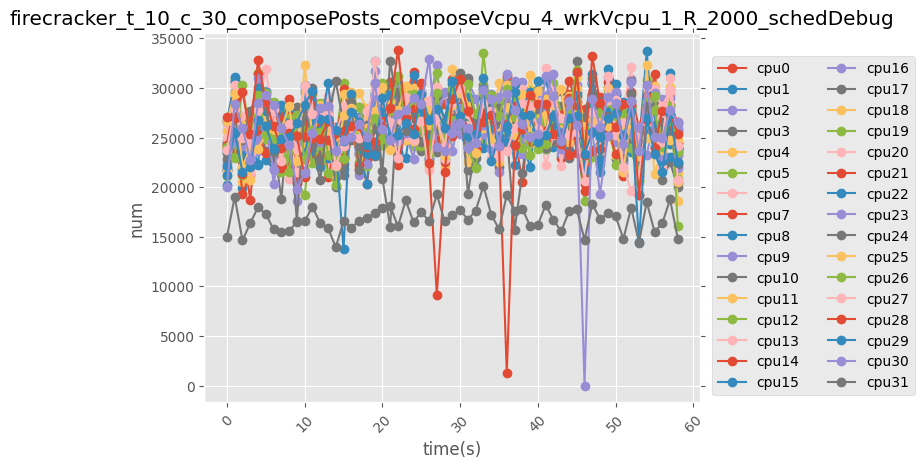 firecracker_t_10_c_30_composePosts_composeVcpu_4_wrkVcpu_1_R_2000_schedDebug
35000
30000
25000
20000
15000
10000
5000
0
num
0 10 20 30 40 50 60
time(s)
cpu0 cpu16
cpu1 cpu17
cpu2 cpu18
cpu3 cpu19
cpu4 cpu20
cpu5 cpu21
cpu6 cpu22
cpu7 cpu23
cpu8 cpu24
cpu9 cpu25
cpu10 cpu26
cpu11 cpu27
cpu12 cpu28
cpu13 cpu29
cpu14 cpu30
cpu15 cpu31